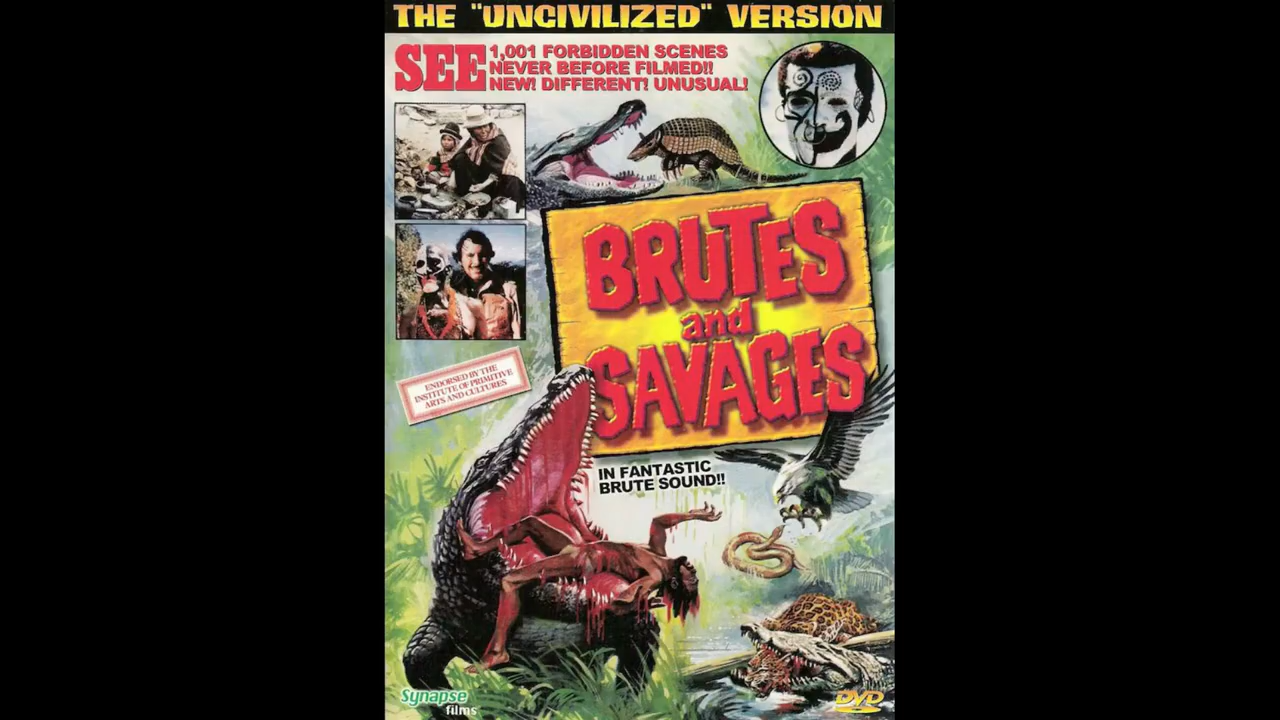 THE "UNCIVILIZED" VERSION
SEE
1,001 FORBIDDEN SCENES
NEVER BEFORE FILMED!!
NEW! DIFFERENT! UNUSUAL!
BRUTES
and
SAVAGES
ENDORSED BY THE
INSTITUTE OF PRIMITIVE
ARTS AND CULTURES
IN FANTASTIC
BRUTE SOUND!!
Synapse
films
DVD